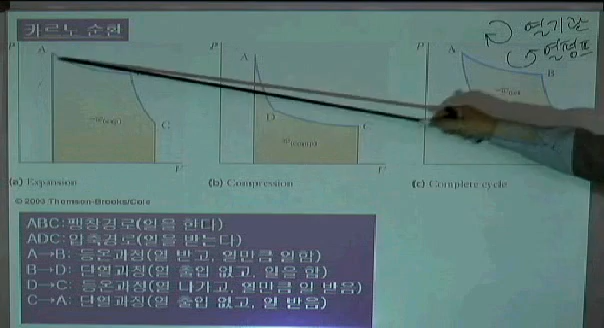 카르노 순환
열기관
열펌프
P
A
C
V
(a) Expansion
P
A
D
C
V
(b) Compression
P
A
B
(c) Complete cycle
© 2003 Thomson-Brooks/Cole
ABC:팽창경로(일을 한다)
ADC:압축경로(일을 받는다)
A→B: 등온과정(열 받고, 열만큼 일함)
B→D: 단열과정(열 출입 없고, 일을 함)
D→C: 등온과정(열 나가고, 열만큼 일 받음)
C→A: 단열과정(열 출입 없고, 일 받음)